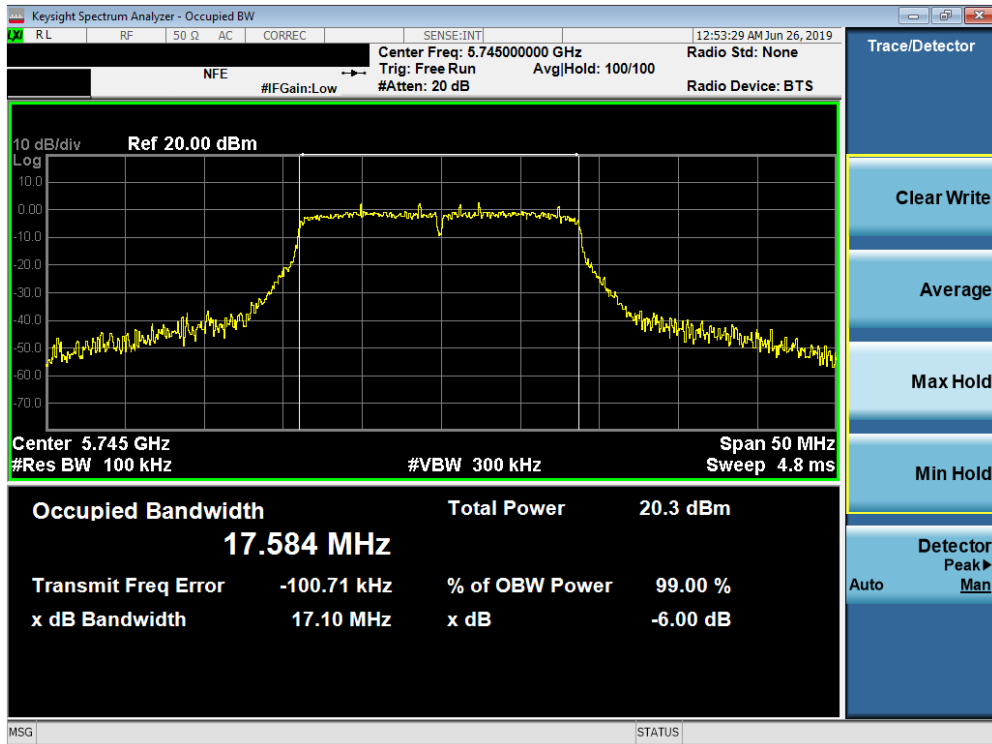 Keysight Spectrum Analyzer - Occupied BW
LXI RL RF 50 Ω AC CORREC SENSE:INT 12:53:29 AM Jun 26, 2019
Center Freq: 5.745000000 GHz Radio Std: None
NFE Trig: Free Run Avg|Hold: 100/100
#IFGain:Low #Atten: 20 dB Radio Device: BTS
10 dB/div Ref 20.00 dBm
Log
10.0
0.00
-10.0
-20.0
-30.0
-40.0
-50.0
-60.0
-70.0
Center 5.745 GHz Span 50 MHz
#Res BW 100 kHz #VBW 300 kHz Sweep 4.8 ms
Occupied Bandwidth Total Power 20.3 dBm
17.584 MHz
Transmit Freq Error -100.71 kHz % of OBW Power 99.00 %
x dB Bandwidth 17.10 MHz x dB -6.00 dB
MSG STATUS
Trace/Detector
Clear Write
Average
Max Hold
Min Hold
Detector
Peak▶
Auto Man